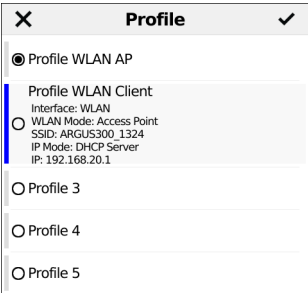 Profile
Profile WLAN AP
Profile WLAN Client
Interface: WLAN
WLAN Mode: Access Point
SSID: ARGUS300_1324
IP Mode: DHCP Server
IP: 192.168.20.1
Profile 3
Profile 4
Profile 5